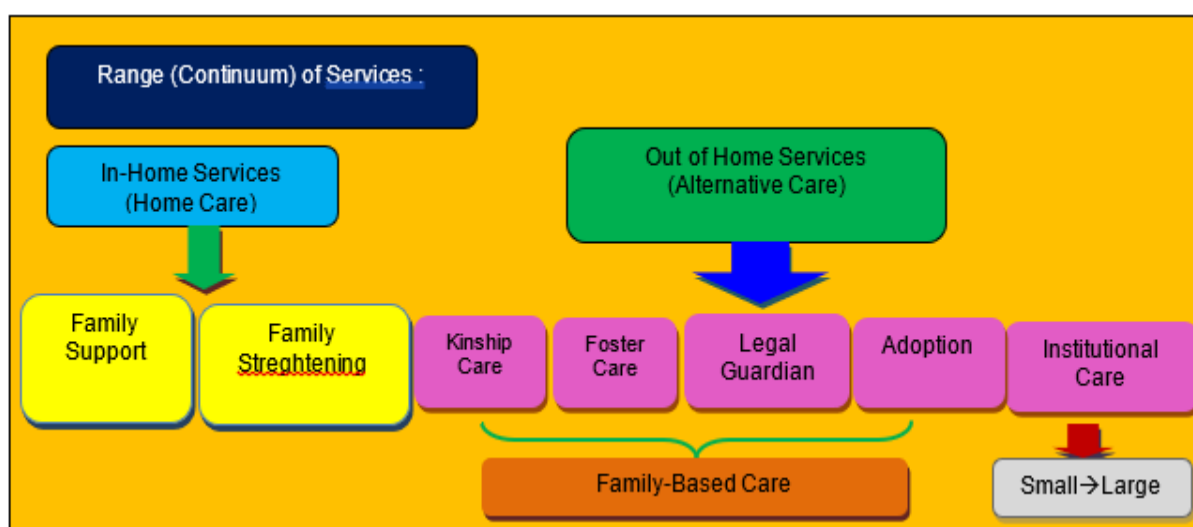 Range (Continuum) of Services :
In-Home Services
(Home Care)
Out of Home Services
(Alternative Care)
Family
Support
Family
Streghtening
Kinship
Care
Foster
Care
Legal
Guardian
Adoption
Institutional
Care
Family-Based Care
Small→Large